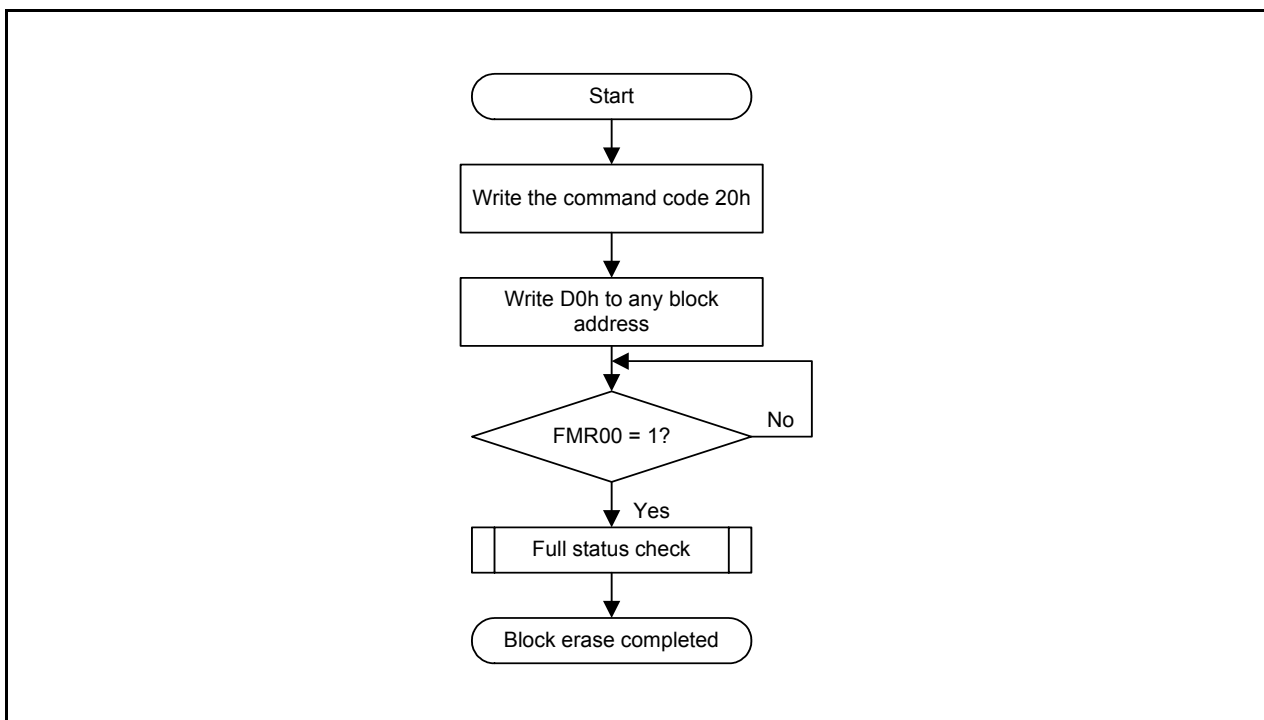 Start
Write the command code 20h
Write D0h to any block
address
FMR00 = 1?
No
Yes
Full status check
Block erase completed